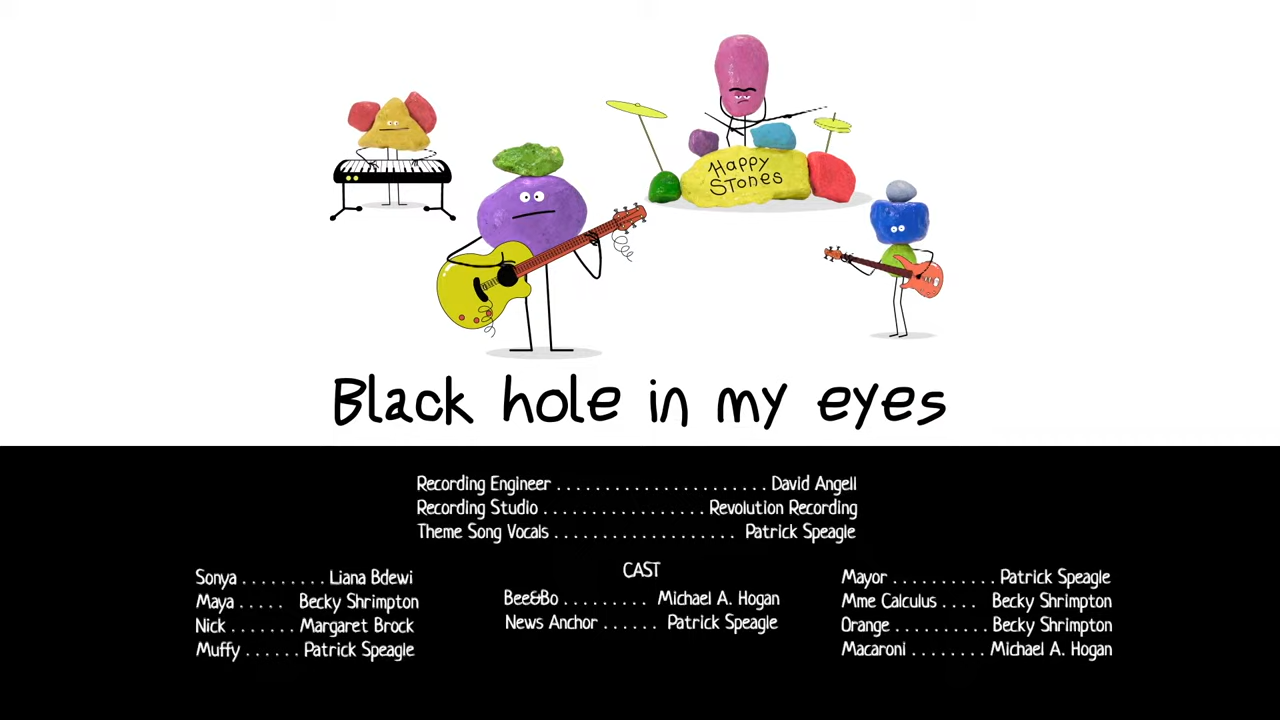 Happy
Stones
Black hole in my eyes
Recording Engineer . . . . . . . . . . . . . . . . . . . . . . David Angell
Recording Studio . . . . . . . . . . . . . . . . . Revolution Recording
Theme Song Vocals . . . . . . . . . . . . . . . . . . . Patrick Speagle
CAST
Sonya . . . . . . . . . Liana Bdewi
Maya . . . . . Becky Shrimpton
Nick . . . . . . . Margaret Brock
Muffy . . . . . . Patrick Speagle
Bee&Bo . . . . . . . . . Michael A. Hogan
News Anchor . . . . . . Patrick Speagle
Mayor . . . . . . . . . . . Patrick Speagle
Mme Calculus . . . . Becky Shrimpton
Orange . . . . . . . . . . Becky Shrimpton
Macaroni . . . . . . . . Michael A. Hogan